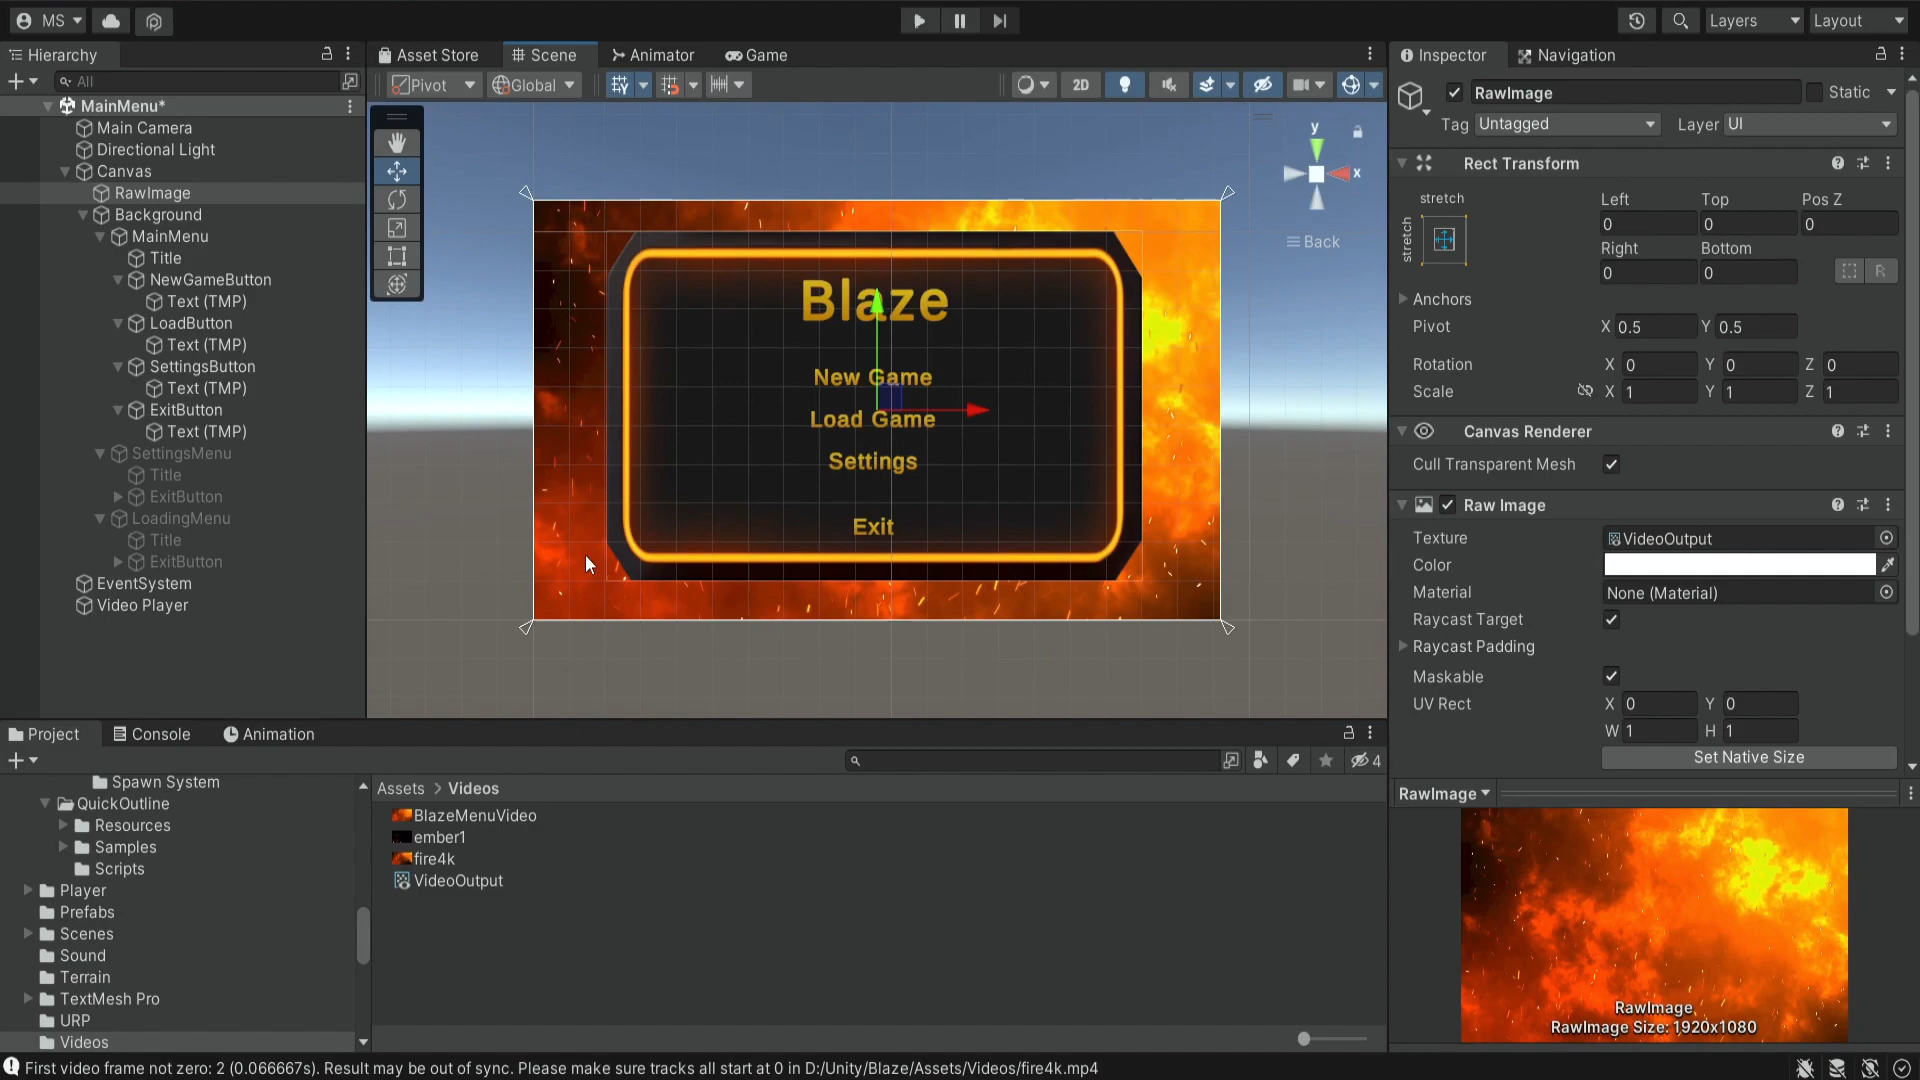 MS
Layers
Layout
Hierarchy
Asset Store
Scene
Animator
Game
Inspector
Navigation
All
Pivot
Global
2D
RawImage
Static
Tag
Untagged
Layer
UI
MainMenu*
Main Camera
Directional Light
Canvas
RawImage
Background
MainMenu
Title
NewGameButton
Text (TMP)
LoadButton
Text (TMP)
SettingsButton
Text (TMP)
ExitButton
Text (TMP)
SettingsMenu
Title
ExitButton
LoadingMenu
Title
ExitButton
EventSystem
Video Player
y
x
Back
Blaze
New Game
Load Game
Settings
Exit
Rect Transform
stretch
stretch
Left Top Pos Z
0 0 0
Right Bottom
0 0
R
Anchors
Pivot X 0.5 Y 0.5
Rotation X 0 Y 0 Z 0
Scale X 1 Y 1 Z 1
Canvas Renderer
Cull Transparent Mesh
Raw Image
Texture VideoOutput
Color
Material None (Material)
Raycast Target
Raycast Padding
Maskable
UV Rect X 0 Y 0
W 1 H 1
Set Native Size
RawImage
RawImage
RawImage Size: 1920x1080
Project
Console
Animation
4
Spawn System
QuickOutline
Resources
Samples
Scripts
Player
Prefabs
Scenes
Sound
Terrain
TextMesh Pro
URP
Videos
Assets > Videos
BlazeMenuVideo
ember1
fire4k
VideoOutput
First video frame not zero: 2 (0.066667s). Result may be out of sync. Please make sure tracks all start at 0 in D:/Unity/Blaze/Assets/Videos/fire4k.mp4